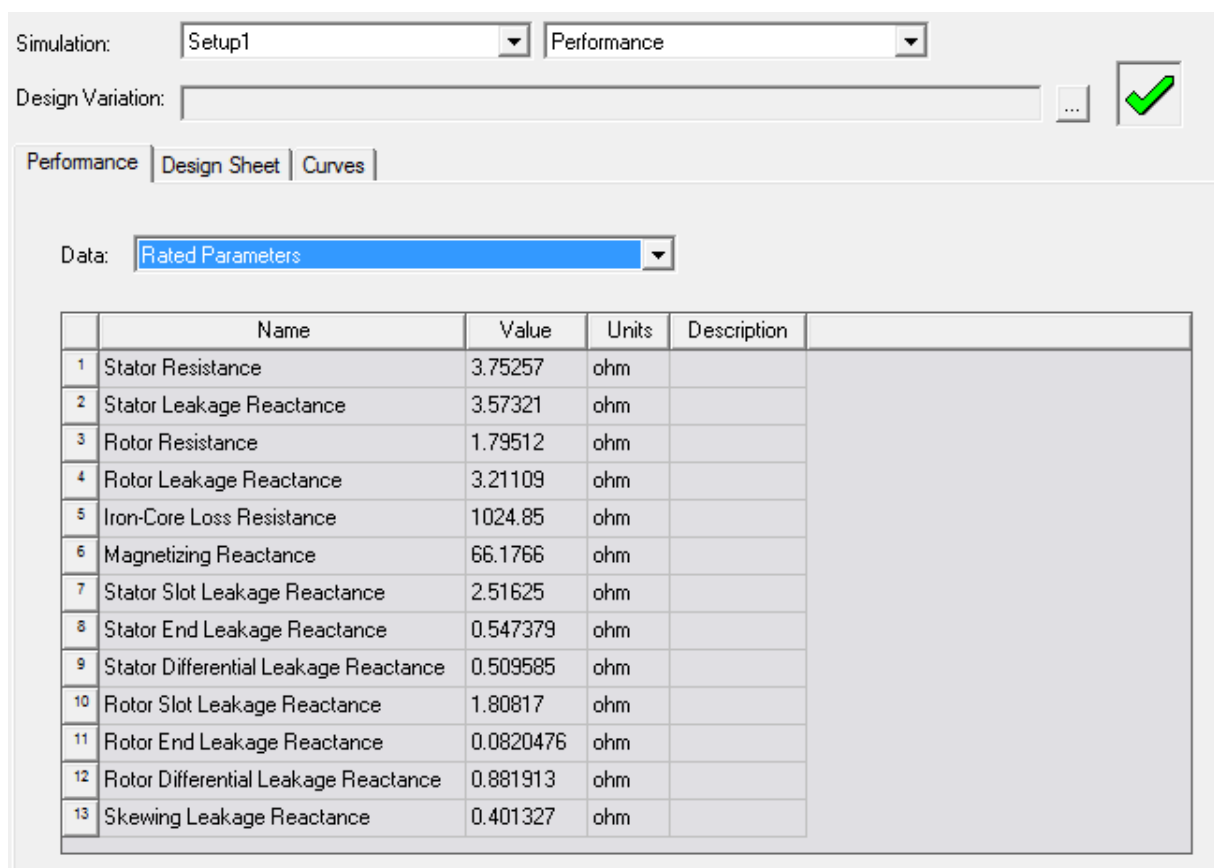 Simulation: Setup1 Performance
Design Variation: ...
Performance Design Sheet Curves
Data: Rated Parameters
Name Value Units Description
1 Stator Resistance 3.75257 ohm
2 Stator Leakage Reactance 3.57321 ohm
3 Rotor Resistance 1.79512 ohm
4 Rotor Leakage Reactance 3.21109 ohm
5 Iron-Core Loss Resistance 1024.85 ohm
6 Magnetizing Reactance 66.1766 ohm
7 Stator Slot Leakage Reactance 2.51625 ohm
8 Stator End Leakage Reactance 0.547379 ohm
9 Stator Differential Leakage Reactance 0.509585 ohm
10 Rotor Slot Leakage Reactance 1.80817 ohm
11 Rotor End Leakage Reactance 0.0820476 ohm
12 Rotor Differential Leakage Reactance 0.881913 ohm
13 Skewing Leakage Reactance 0.401327 ohm